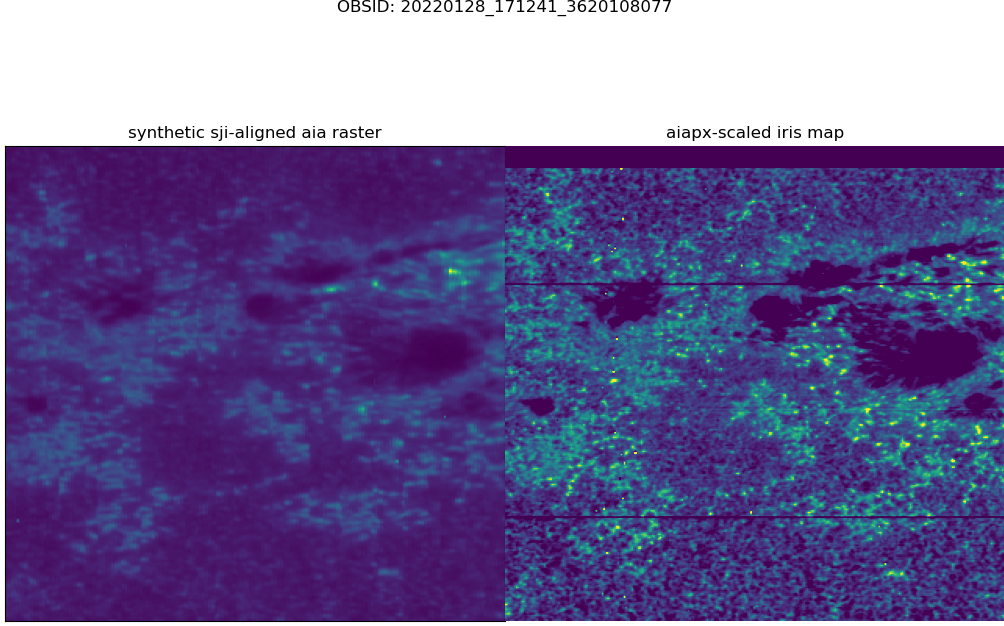 OBSID: 20220128_171241_3620108077
synthetic sji-aligned aia raster
aiapx-scaled iris map